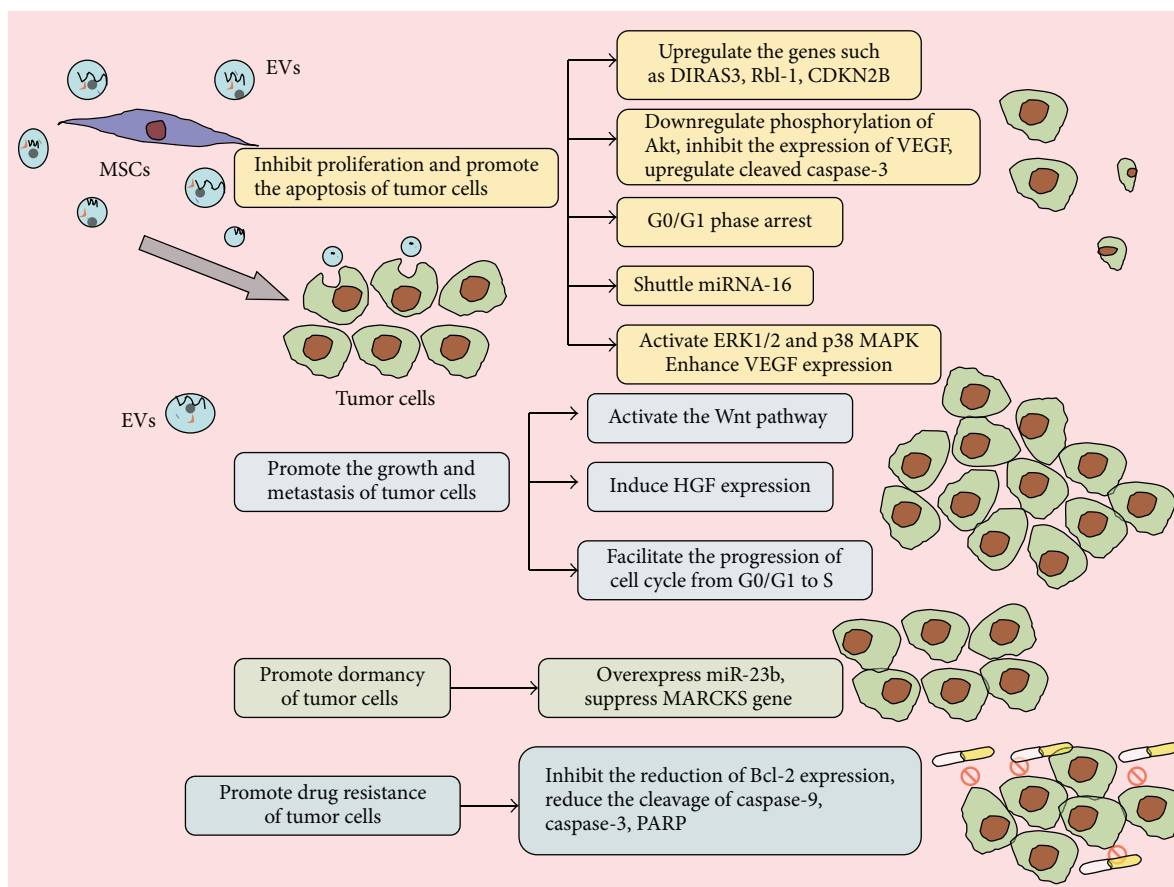 EVs
MSCs
Inhibit proliferation and promote
the apoptosis of tumor cells
Upregulate the genes such
as DIRAS3, Rbl-1, CDKN2B
Downregulate phosphorylation of
Akt, inhibit the expression of VEGF,
upregulate cleaved caspase-3
G0/G1 phase arrest
Shuttle miRNA-16
Activate ERK1/2 and p38 MAPK
Enhance VEGF expression
Tumor cells
EVs
Promote the growth and
metastasis of tumor cells
Activate the Wnt pathway
Induce HGF expression
Facilitate the progression of
cell cycle from G0/G1 to S
Promote dormancy
of tumor cells
Overexpress miR-23b,
suppress MARCKS gene
Promote drug resistance
of tumor cells
Inhibit the reduction of Bcl-2 expression,
reduce the cleavage of caspase-9,
caspase-3, PARP